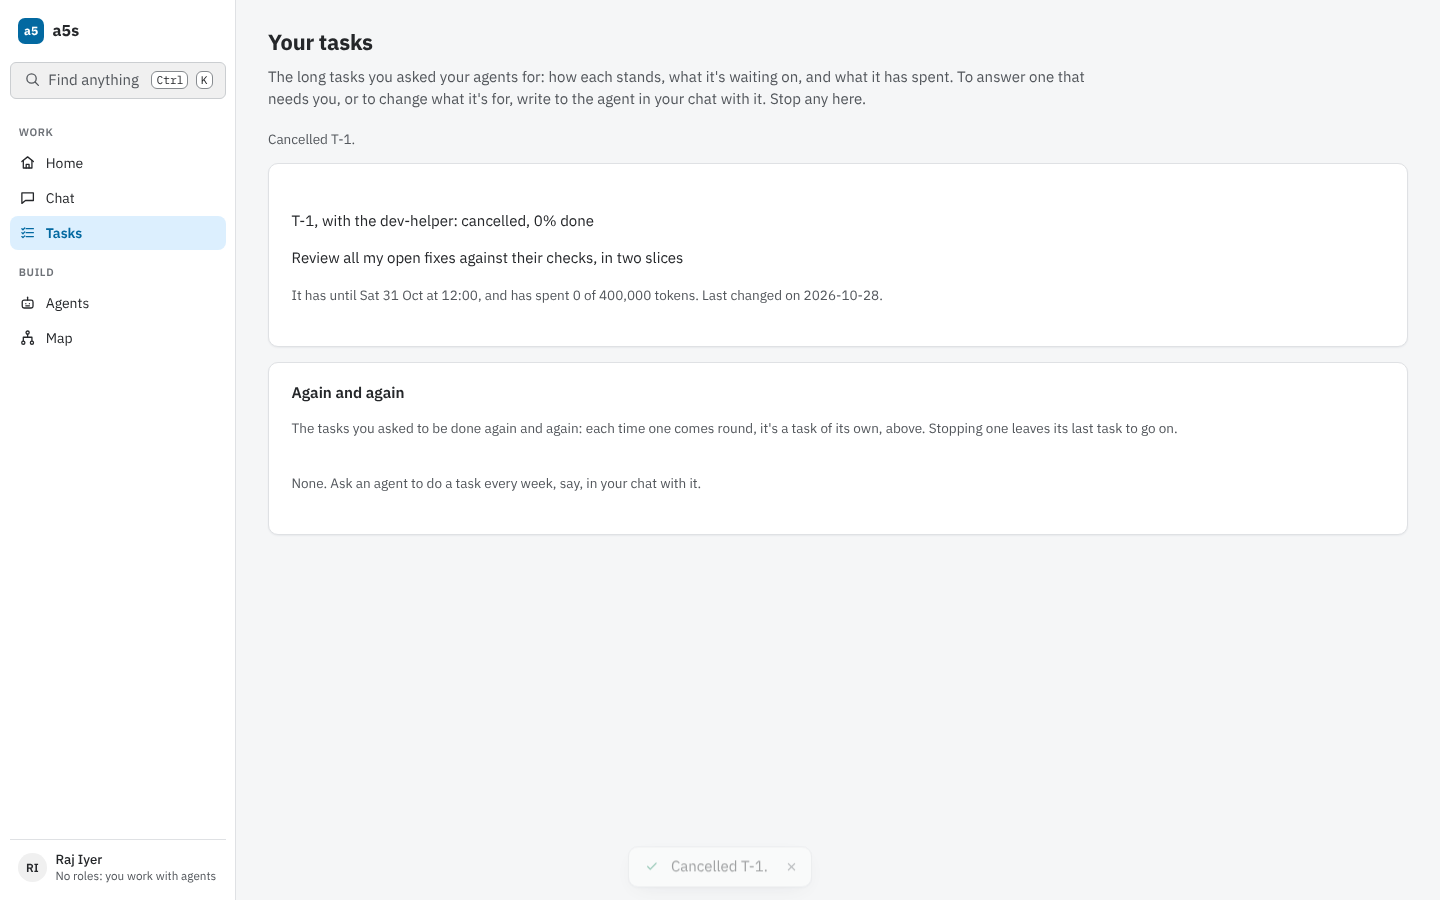 a5 a5s
Find anything Ctrl K
WORK
Home
Chat
Tasks
BUILD
Agents
Map
RI Raj Iyer
No roles: you work with agents
Your tasks
The long tasks you asked your agents for: how each stands, what it's waiting on, and what it has spent. To answer one that
needs you, or to change what it's for, write to the agent in your chat with it. Stop any here.
Cancelled T-1.
T-1, with the dev-helper: cancelled, 0% done
Review all my open fixes against their checks, in two slices
It has until Sat 31 Oct at 12:00, and has spent 0 of 400,000 tokens. Last changed on 2026-10-28.
Again and again
The tasks you asked to be done again and again: each time one comes round, it's a task of its own, above. Stopping one leaves its last task to go on.
None. Ask an agent to do a task every week, say, in your chat with it.
Cancelled T-1.